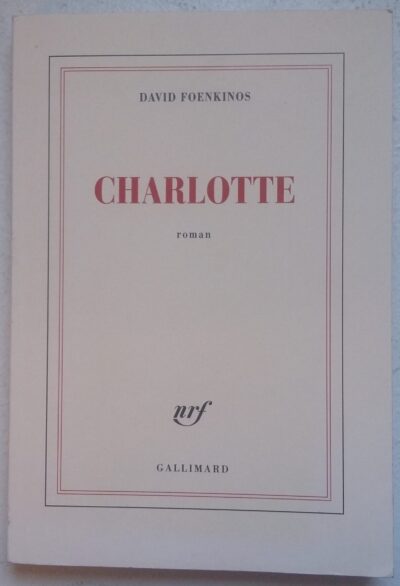 DAVID FOENKINOS
CHARLOTTE
roman
nrf
GALLIMARD